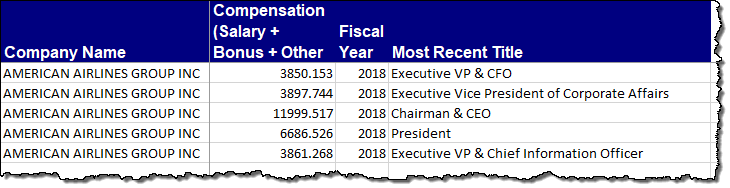 Compensation
(Salary + Fiscal
Company Name Bonus + Other Year Most Recent Title
AMERICAN AIRLINES GROUP INC 3850.153 2018 Executive VP & CFO
AMERICAN AIRLINES GROUP INC 3897.744 2018 Executive Vice President of Corporate Affairs
AMERICAN AIRLINES GROUP INC 11999.517 2018 Chairman & CEO
AMERICAN AIRLINES GROUP INC 6686.526 2018 President
AMERICAN AIRLINES GROUP INC 3861.268 2018 Executive VP & Chief Information Officer